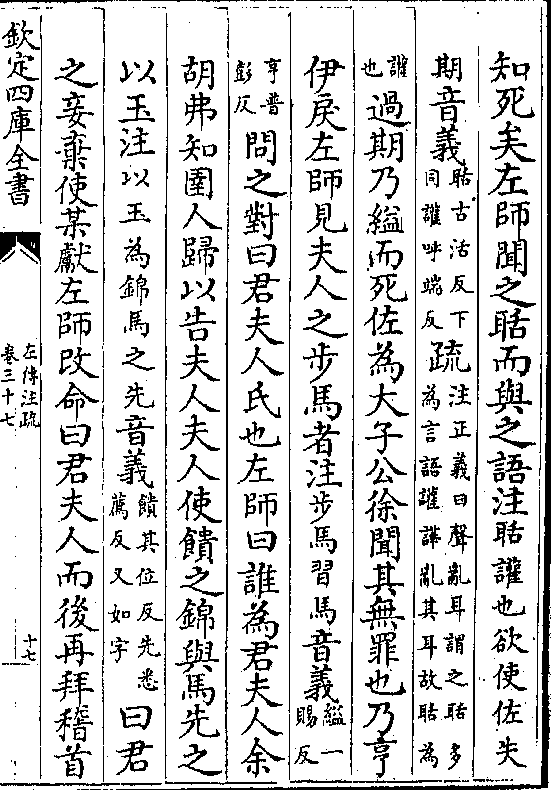 知死矣左師聞之聒而與之語注聒讙也欲使佐失
期音義聒古活反下同讙呼端反疏注正義曰聲亂耳謂之聒多為言語讙譁亂其耳故聒為
讙也過期乃縊而死佐為大子公徐聞其無罪也乃亨
伊戾左師見夫人之步馬者注步馬習馬音義縊一賜反
亨普彭反問之對曰君夫人氏也左師曰誰為君夫人余
胡弗知圉人歸以告夫人夫人使饋之錦與馬先之
以玉注以玉為錦馬之先音義饋其位反先悉薦反又如字曰君
之妾棄使某獻左師改命曰君夫人而後再拜稽首
欽定四庫全書
左傳注疏
卷三十七
十七